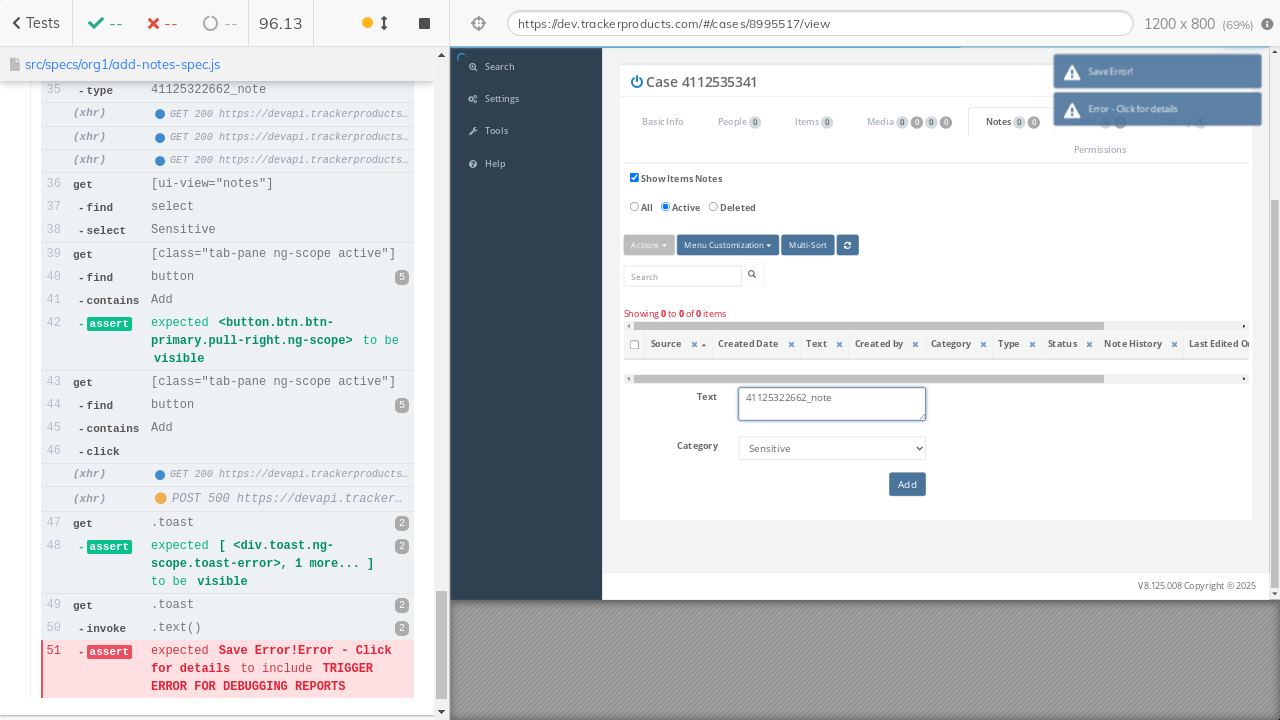 Tests
--
--
--
96.13
https://dev.trackerproducts.com/#/cases/8995517/view
1200 x 800 (69%)
src/specs/org1/add-notes-spec.js
35 - type 41125322662_note
(xhr) GET 200 https://devapi.trackerproducts…
(xhr) GET 200 https://devapi.trackerproducts…
(xhr) GET 200 https://devapi.trackerproducts…
36 get [ui-view="notes"]
37 - find select
38 - select Sensitive
39 get [class="tab-pane ng-scope active"]
40 - find button 5
41 - contains Add
42 - assert expected <button.btn.btn-
primary.pull-right.ng-scope> to be
visible
43 get [class="tab-pane ng-scope active"]
44 - find button 5
45 - contains Add
46 - click
(xhr) GET 200 https://devapi.trackerproducts…
(xhr) POST 500 https://devapi.tracker…
47 get .toast 2
48 - assert expected [ <div.toast.ng- 2
scope.toast-error>, 1 more... ]
to be visible
49 get .toast 2
50 - invoke .text() 2
51 - assert expected Save Error!Error - Click
for details to include TRIGGER
ERROR FOR DEBUGGING REPORTS
Search
Settings
Tools
Help
Case 4112535341
Save Error!
Error - Click for details
Basic Info
People 0
Items 0
Media 0 0 0 0
Notes 0 0
Permissions
Show Items Notes
All Active Deleted
Actions Menu Customization Multi-Sort
Search
Showing 0 to 0 of 0 items
Source Created Date Text Created by Category Type Status Note History Last Edited
Text 41125322662_note
Category Sensitive
Add
V8.125.008 Copyright © 2025